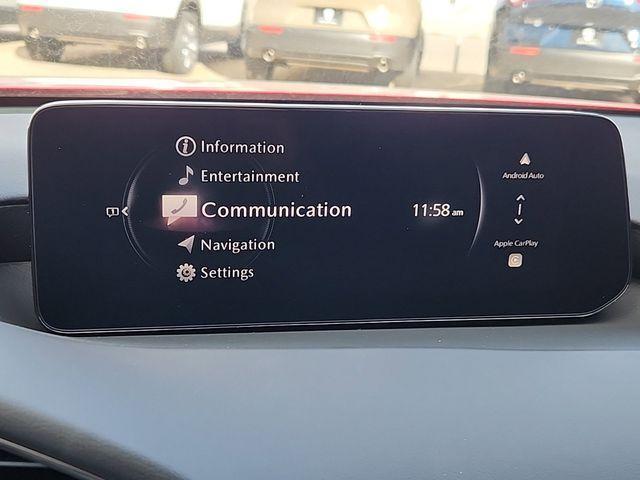 Information
Entertainment
Communication
Navigation
Settings
11:58 am
Android Auto
Apple CarPlay